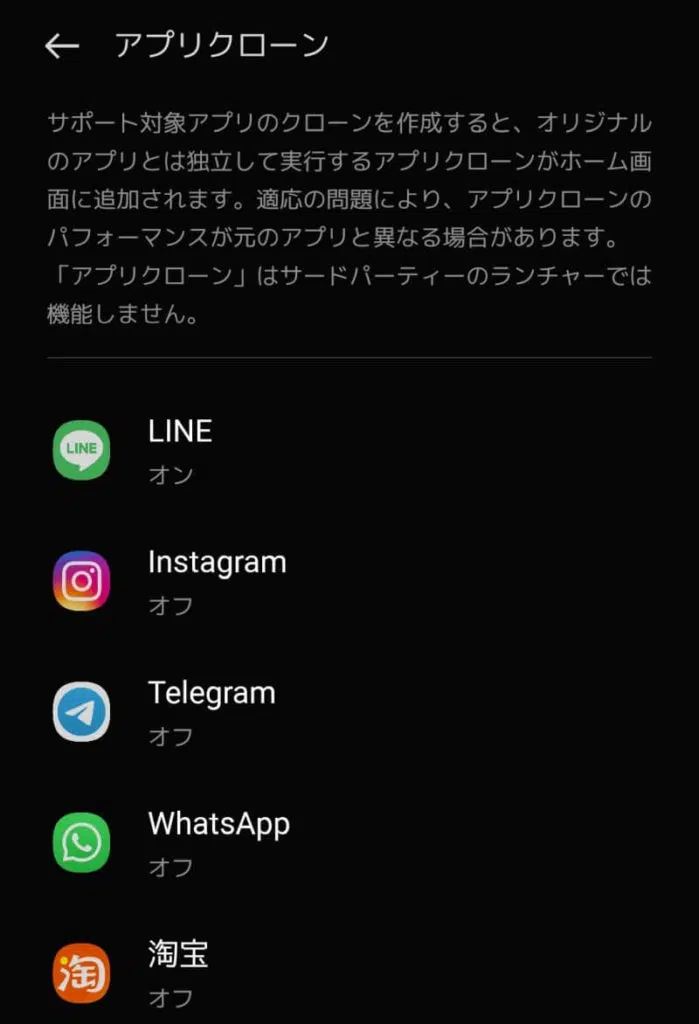 アプリクローン
サポート対象アプリのクローンを作成すると、オリジナル
のアプリとは独立して実行するアプリクローンがホーム画
面に追加されます。適応の問題により、アプリクローンの
パフォーマンスが元のアプリと異なる場合があります。
「アプリクローン」はサードパーティーのランチャーでは
機能しません。
LINE
LINE
オン
Instagram
オフ
Telegram
オフ
WhatsApp
オフ
淘
淘宝
オフ